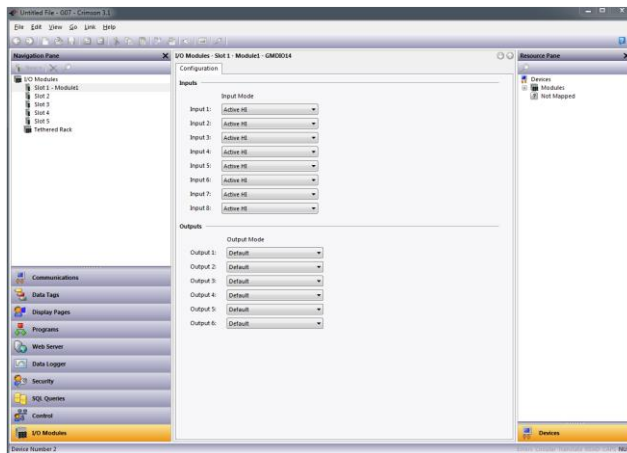 Untitled File - G07 - Crimson 3.1
File Edit View Go Link Help
Navigation Pane
I/O Modules
Slot 1 - Module1
Slot 2
Slot 3
Slot 4
Slot 5
Tethered Rack
Communications
Data Tags
Display Pages
Programs
Web Server
Data Logger
Security
SQL Queries
Control
I/O Modules
I/O Modules - Slot 1 - Module1 - GMDIO14
Configuration
Inputs
Input Mode
Input 1: Active HI
Input 2: Active HI
Input 3: Active HI
Input 4: Active HI
Input 5: Active HI
Input 6: Active HI
Input 7: Active HI
Input 8: Active HI
Outputs
Output Mode
Output 1: Default
Output 2: Default
Output 3: Default
Output 4: Default
Output 5: Default
Output 6: Default
Resource Pane
Devices
Modules
Not Mapped
Devices
Device Number 2